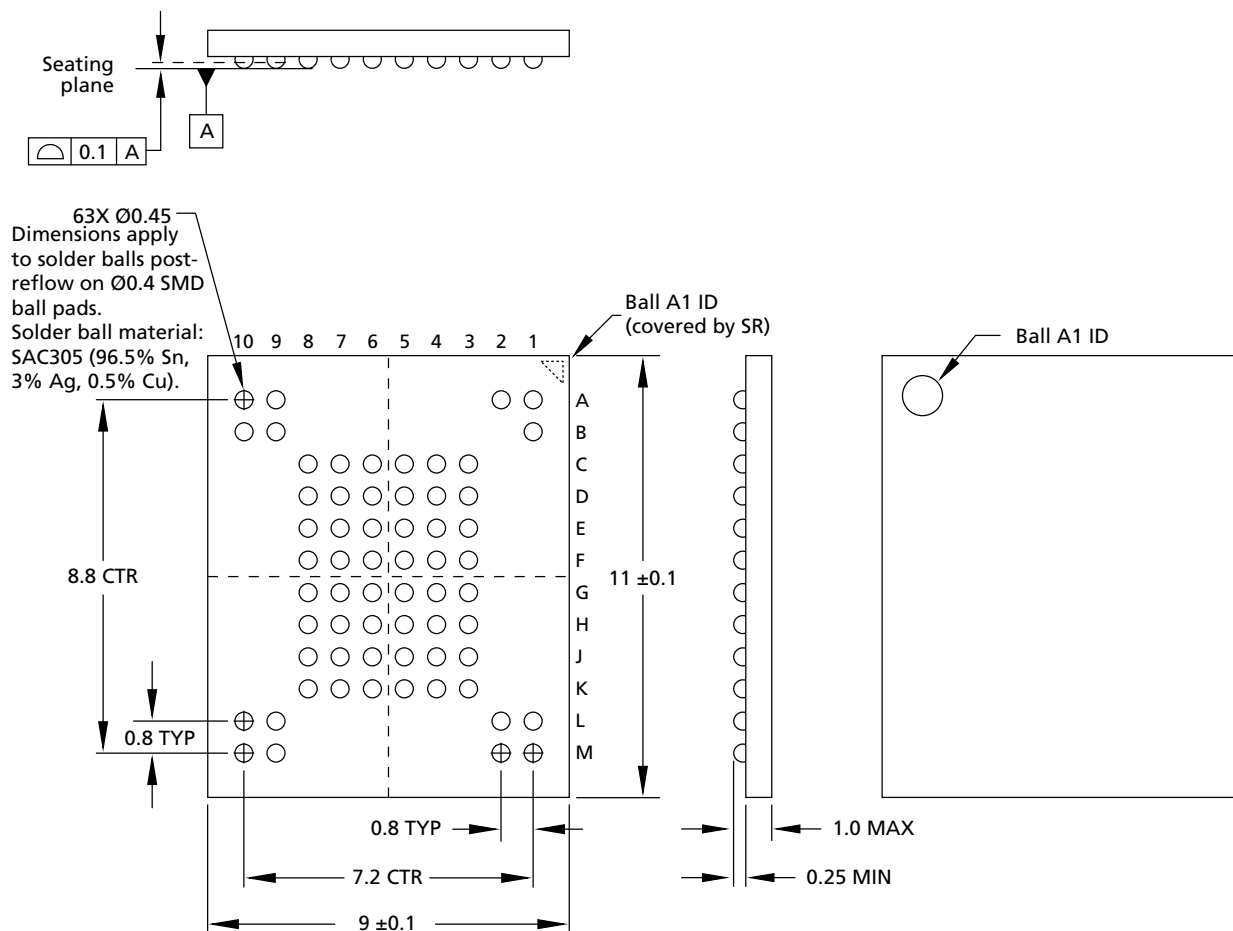 Seating
plane
A
0.1 A
63X Ø0.45
Dimensions apply
to solder balls post-
reflow on Ø0.4 SMD
ball pads.
Solder ball material:
SAC305 (96.5% Sn,
3% Ag, 0.5% Cu).
Ball A1 ID
(covered by SR)
Ball A1 ID
10 9 8 7 6 5 4 3 2 1
A
B
C
D
E
F
G
H
J
K
L
M
8.8 CTR
11 ±0.1
0.8 TYP
0.8 TYP
1.0 MAX
7.2 CTR
0.25 MIN
9 ±0.1